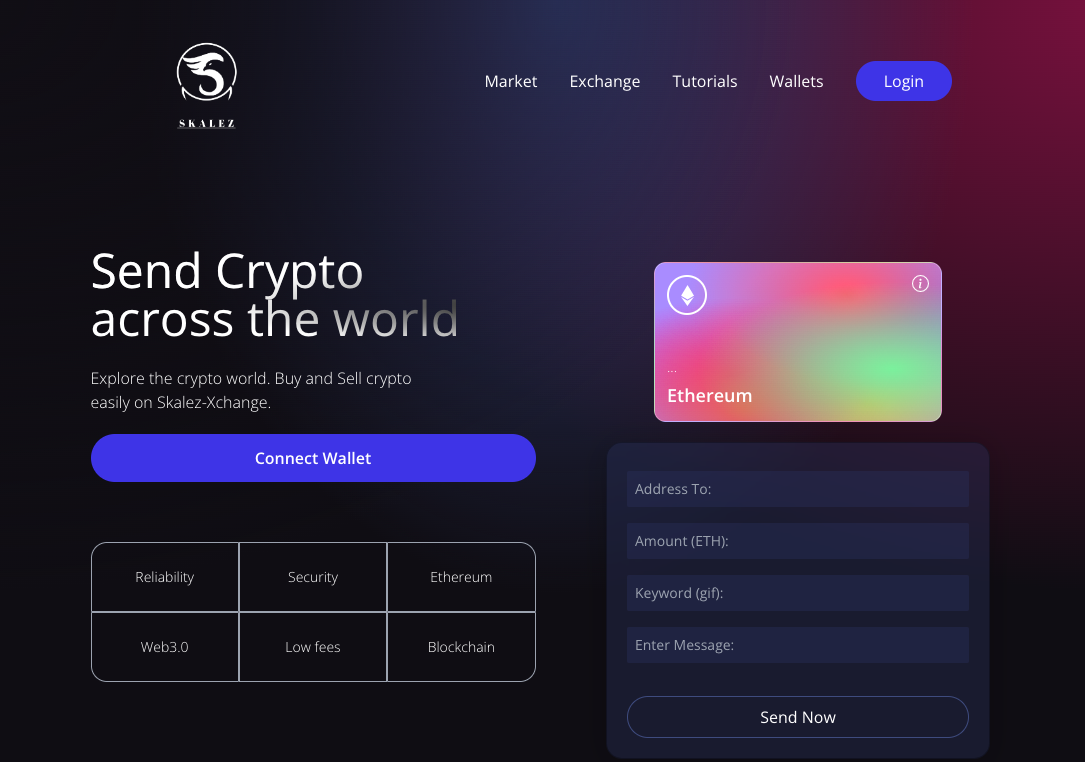 SKALEZ
Market Exchange Tutorials Wallets Login
Send Crypto
across the world
Explore the crypto world. Buy and Sell crypto
easily on Skalez-Xchange.
Connect Wallet
Reliability Security Ethereum
Web3.0 Low fees Blockchain
...
Ethereum
Address To:
Amount (ETH):
Keyword (gif):
Enter Message:
Send Now